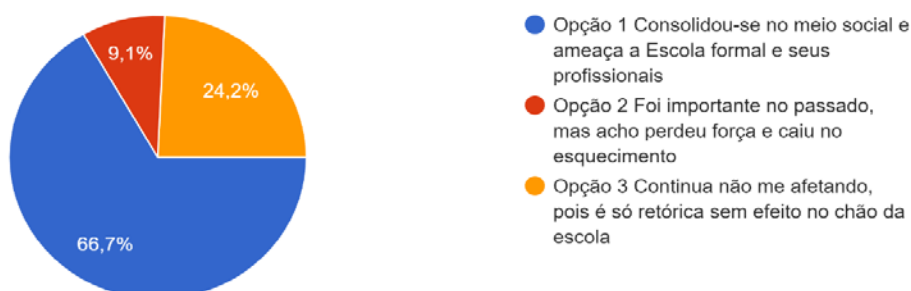 9,1%
24,2%
66,7%
Opção 1 Consolidou-se no meio social e
ameaça a Escola formal e seus
profissionais
Opção 2 Foi importante no passado,
mas acho perdeu força e caiu no
esquecimento
Opção 3 Continua não me afetando,
pois é só retórica sem efeito no chão da
escola